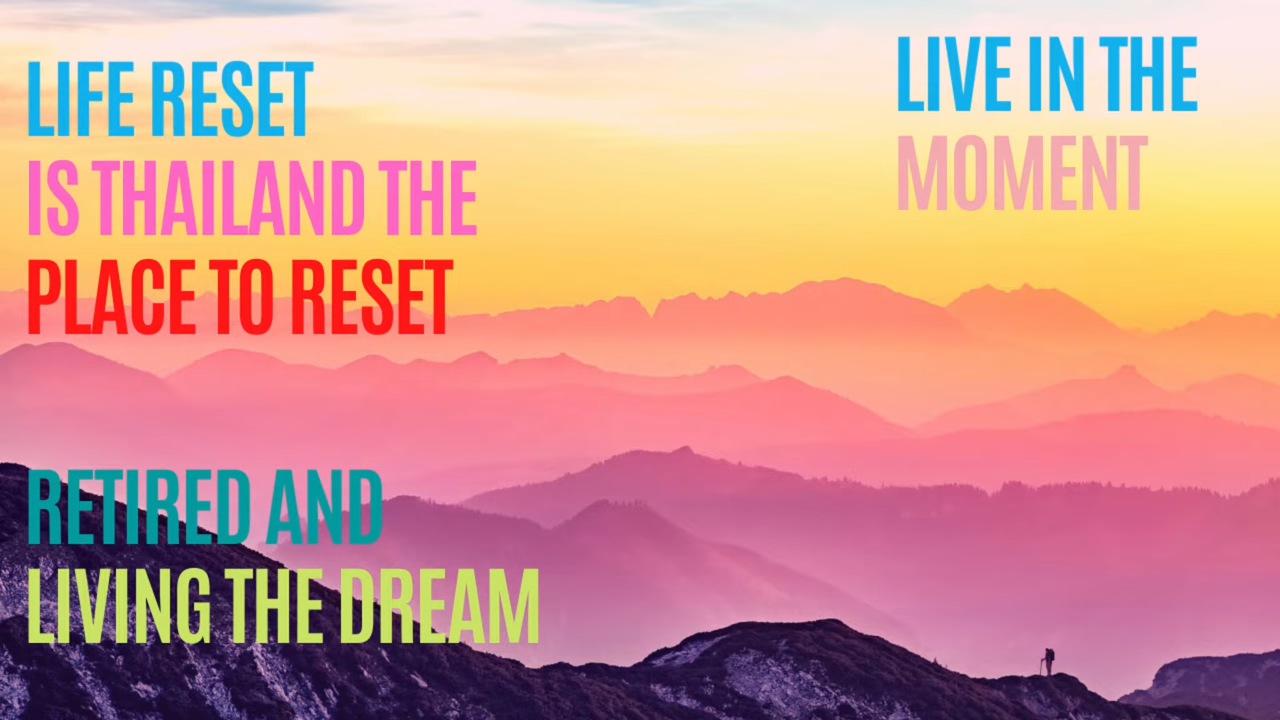 LIFE RESET
IS THAILAND THE
PLACE TO RESET
LIVE IN THE
MOMENT
RETIRED AND
LIVING THE DREAM